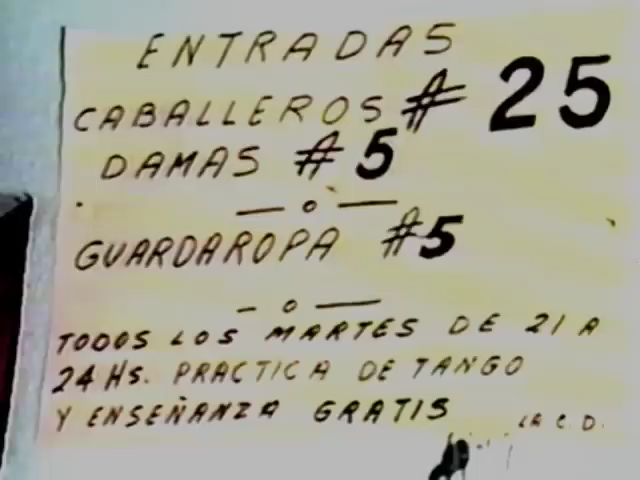 ENTRADAS
CABALLEROS ₳ 25
DAMAS ₳ 5
— o —
GUARDAROPA ₳ 5
— o —
TODOS LOS MARTES DE 21 A
24 HS. PRACTICA DE TANGO
Y ENSEÑANZA GRATIS
LA C. D.